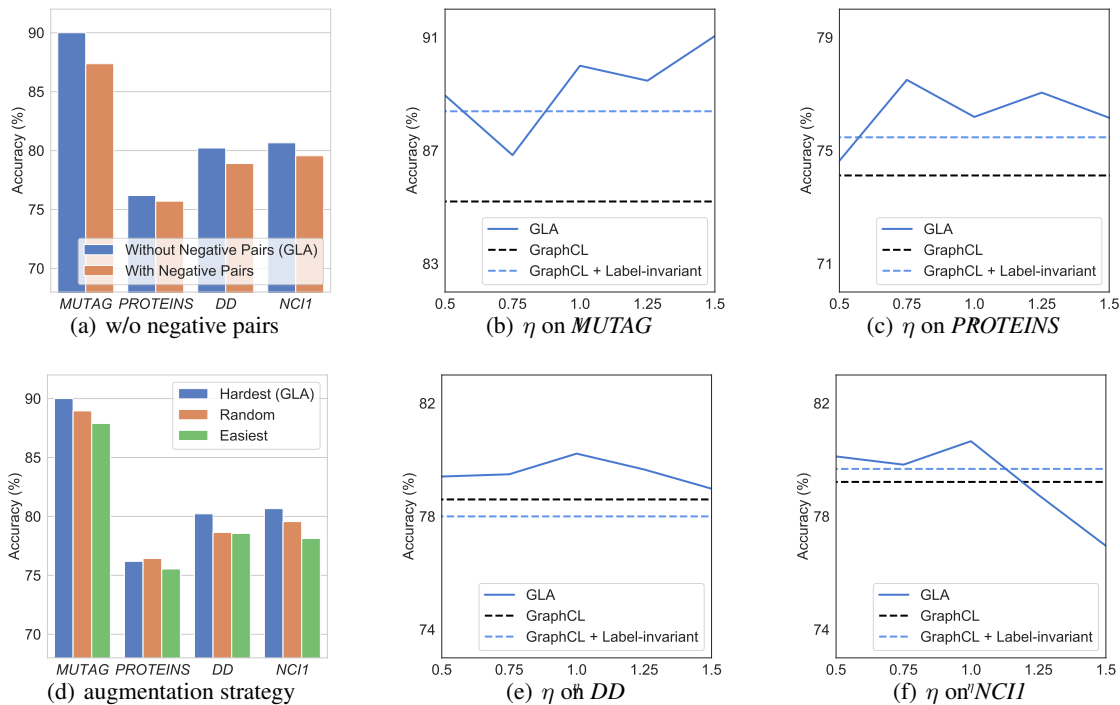 90
85
80
75
70
Accuracy (%)
Without Negative Pairs (GLA)
With Negative Pairs
MUTAG PROTEINS DD NCI1
(a) w/o negative pairs
91
87
83
Accuracy (%)
GLA
GraphCL
GraphCL + Label-invariant
0.5 0.75 1.0 1.25 1.5
η
(b) η on MUTAG
79
75
71
Accuracy (%)
GLA
GraphCL
GraphCL + Label-invariant
0.5 0.75 1.0 1.25 1.5
η
(c) η on PROTEINS
90
85
80
75
70
Accuracy (%)
Hardest (GLA)
Random
Easiest
MUTAG PROTEINS DD NCI1
(d) augmentation strategy
82
78
74
Accuracy (%)
GLA
GraphCL
GraphCL + Label-invariant
0.5 0.75 1.0 1.25 1.5
η
(e) η on DD
82
78
74
Accuracy (%)
GLA
GraphCL
GraphCL + Label-invariant
0.5 0.75 1.0 1.25 1.5
η
(f) η on NCI1